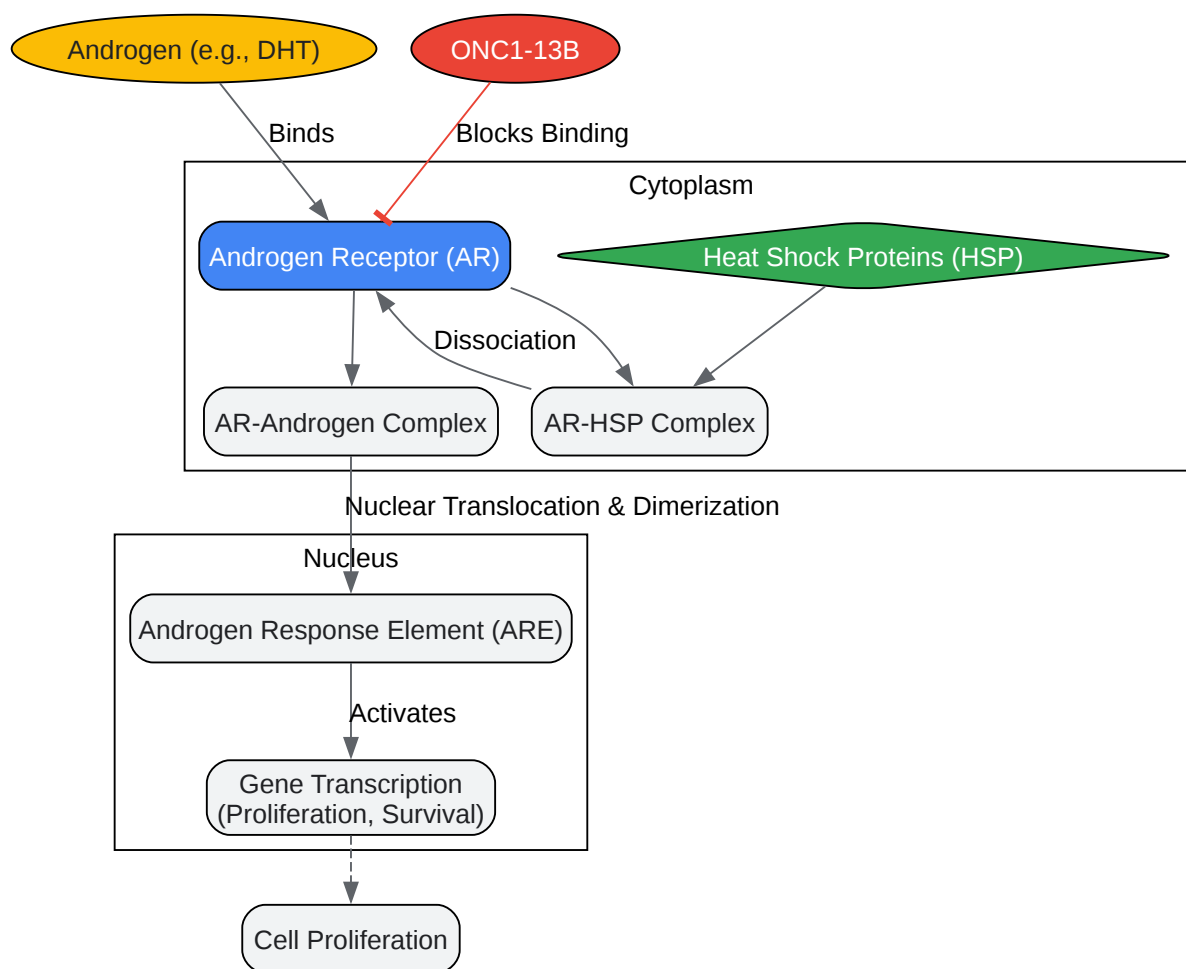 Androgen (e.g., DHT)
ONC1-13B
Binds
Blocks Binding
Cytoplasm
Androgen Receptor (AR)
Heat Shock Proteins (HSP)
Dissociation
AR-Androgen Complex
AR-HSP Complex
Nuclear Translocation & Dimerization
Nucleus
Androgen Response Element (ARE)
Activates
Gene Transcription
(Proliferation, Survival)
Cell Proliferation